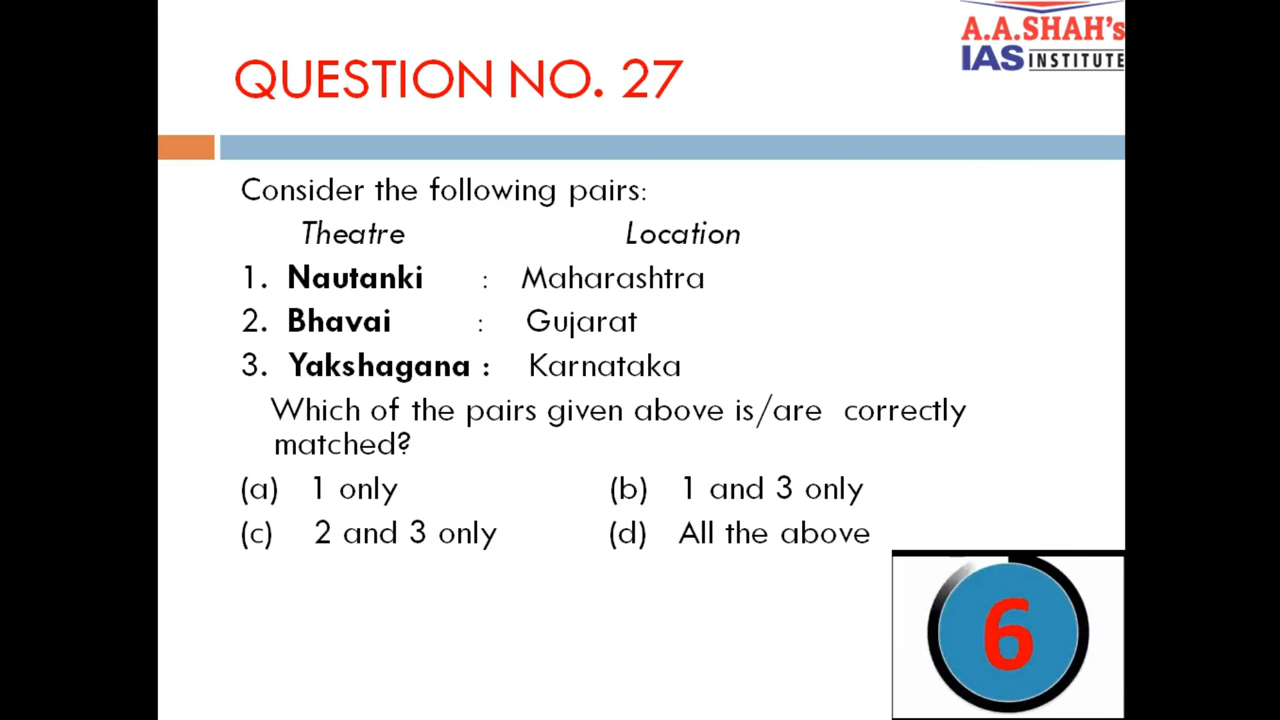 A.A.SHAH's
IAS INSTITUTE
QUESTION NO. 27
Consider the following pairs:
Theatre Location
1. Nautanki : Maharashtra
2. Bhavai : Gujarat
3. Yakshagana : Karnataka
Which of the pairs given above is/are correctly
matched?
(a) 1 only (b) 1 and 3 only
(c) 2 and 3 only (d) All the above
6